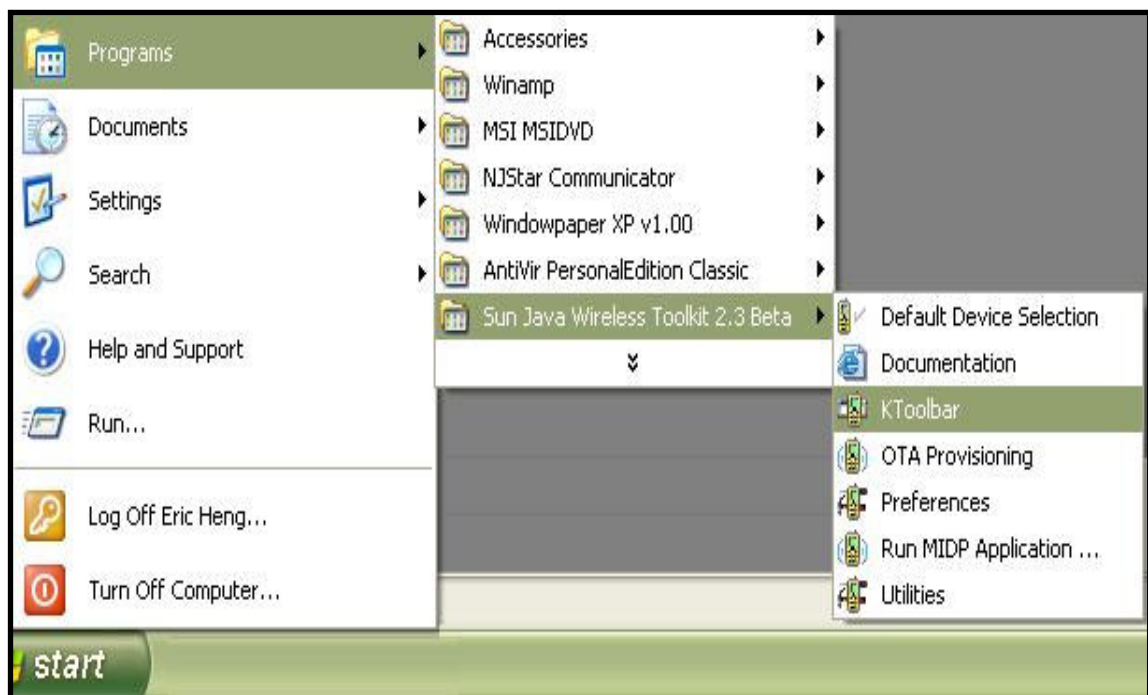 Programs
Documents
Settings
Search
Help and Support
Run...
Log Off Eric Heng...
Turn Off Computer...
start
Accessories
Winamp
MSI MSIDVD
NJStar Communicator
Windowpaper XP v1.00
AntiVir PersonalEdition Classic
Sun Java Wireless Toolkit 2.3 Beta
Default Device Selection
Documentation
KToolbar
OTA Provisioning
Preferences
Run MIDP Application ...
Utilities